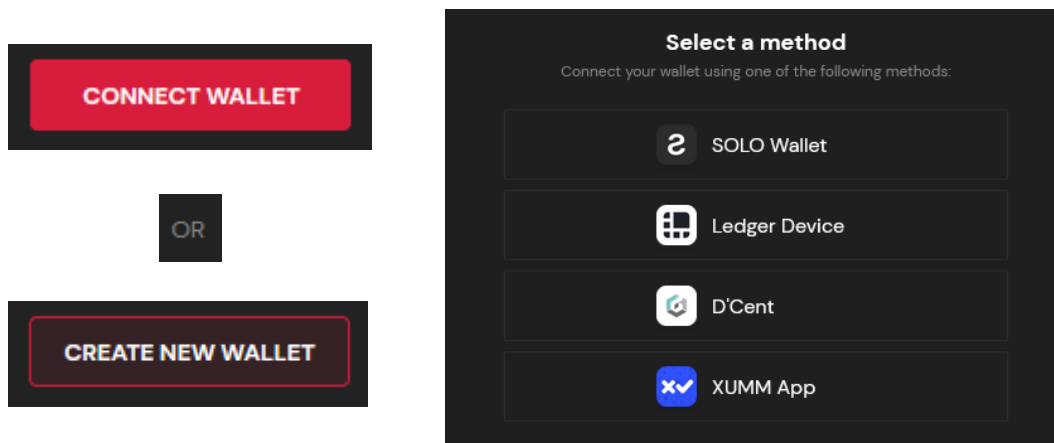 CONNECT WALLET
OR
CREATE NEW WALLET
Select a method
Connect your wallet using one of the following methods:
SOLO Wallet
Ledger Device
D'Cent
XUMM App